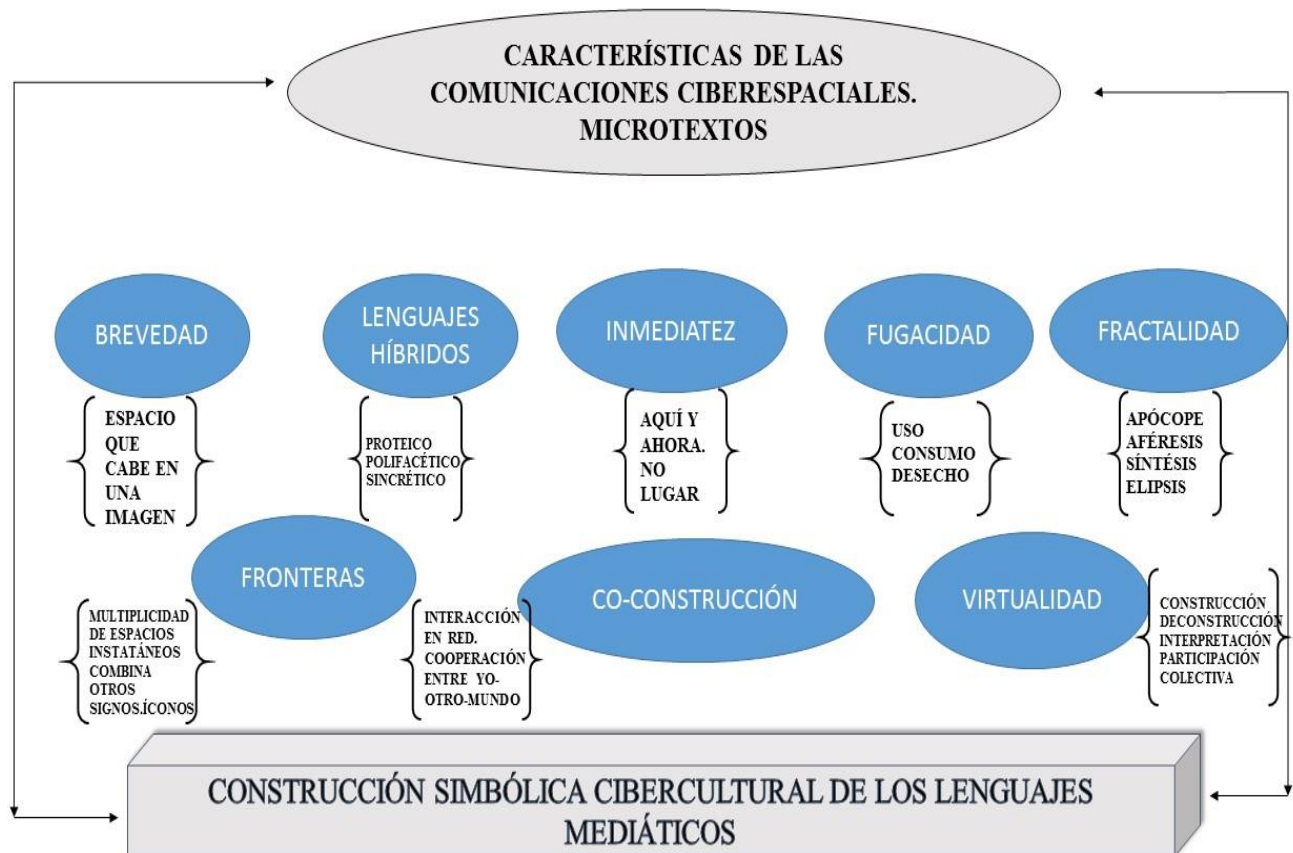 CARACTERÍSTICAS DE LAS
COMUNICACIONES CIBERESPACIALES.
MICROTEXTOS
BREVEDAD
ESPACIO
QUE
CABE EN
UNA
IMAGEN
LENGUAJES
HÍBRIDOS
PROTEICO
POLIFACÉTICO
SINCRÉTICO
INMEDIATEZ
AQUÍ Y
AHORA.
NO
LUGAR
FUGACIDAD
USO
CONSUMO
DESECHO
FRACTALIDAD
APÓCOPE
AFÉRESIS
SÍNTÉSIS
ELIPSIS
FRONTERAS
MULTIPLICIDAD
DE ESPACIOS
INSTATÁNEOS
COMBINA
OTROS
SIGNOS.ÍCONOS
CO-CONSTRUCCIÓN
INTERACCIÓN
EN RED.
COOPERACIÓN
ENTRE YO-
OTRO-MUNDO
VIRTUALIDAD
CONSTRUCCIÓN
DECONSTRUCCIÓN
INTERPRETACIÓN
PARTICIPACIÓN
COLECTIVA
CONSTRUCCIÓN SIMBÓLICA CIBERCULTURAL DE LOS LENGUAJES
MEDIÁTICOS